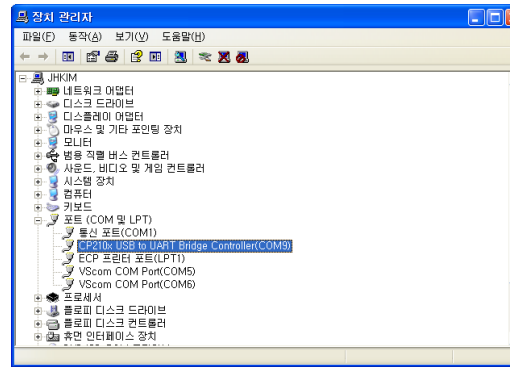 장치 관리자
파일(F) 동작(A) 보기(V) 도움말(H)
JHKIM
네트워크 어댑터
디스크 드라이브
디스플레이 어댑터
마우스 및 기타 포인팅 장치
모니터
범용 직렬 버스 컨트롤러
사운드, 비디오 및 게임 컨트롤러
시스템 장치
컴퓨터
키보드
포트 (COM 및 LPT)
통신 포트(COM1)
CP210x USB to UART Bridge Controller(COM9)
ECP 프린터 포트(LPT1)
VScom COM Port(COM5)
VScom COM Port(COM6)
프로세서
플로피 디스크 드라이브
플로피 디스크 컨트롤러
휴먼 인터페이스 장치